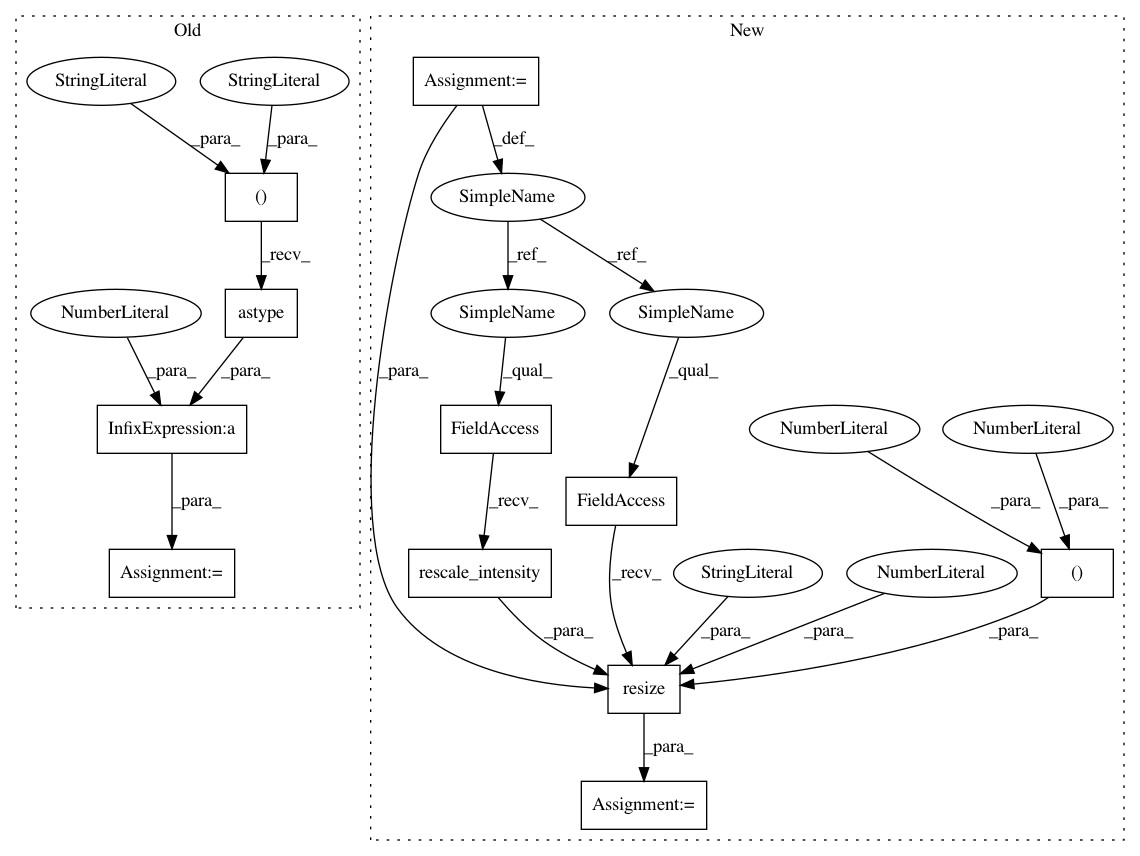 Old
New
StringLiteral
StringLiteral
Assignment:=
_para_
_para_
_def_
()
SimpleName
_recv_
_ref_
_ref_
NumberLiteral
astype
SimpleName
SimpleName
_para_
_para_
_para_
_qual_
_qual_
InfixExpression:a
FieldAccess
NumberLiteral
NumberLiteral
_para_
_recv_
FieldAccess
_para_
_para_
Assignment:=
rescale_intensity
_recv_
StringLiteral
NumberLiteral
()
_para_
_para_
_para_
_para_
resize
_para_
Assignment:=